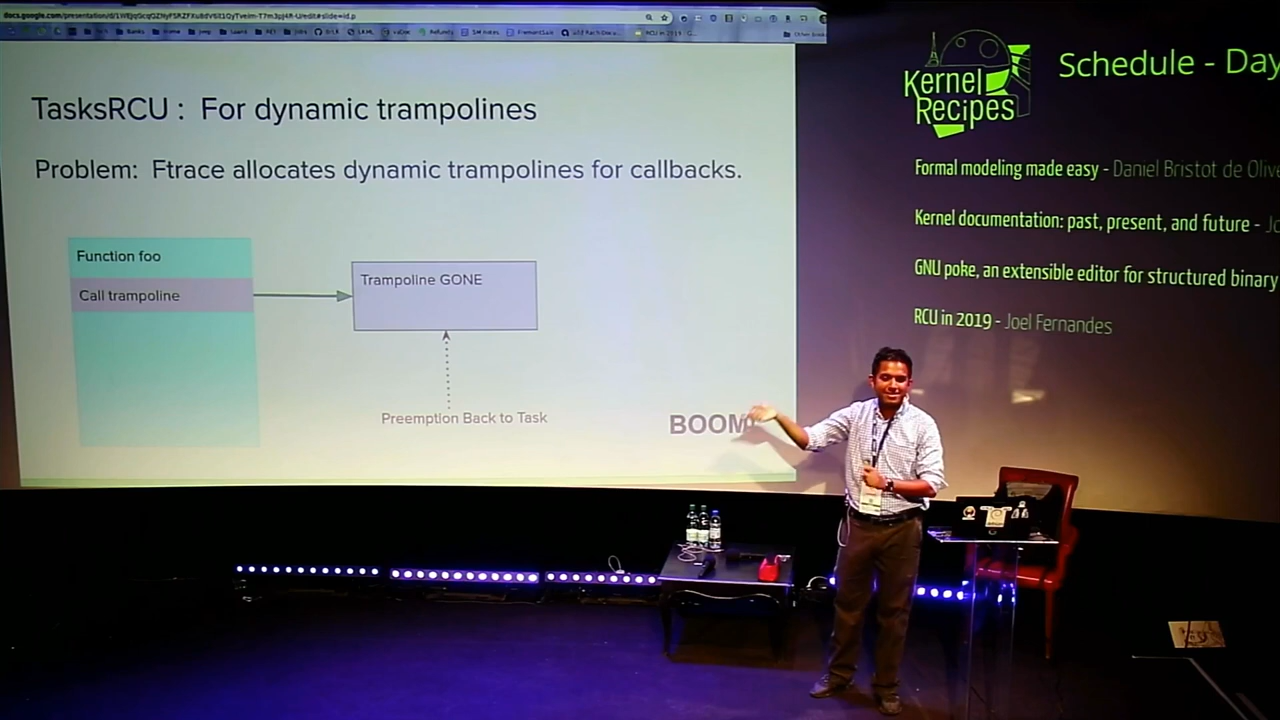 TasksRCU : For dynamic trampolines
Problem: Ftrace allocates dynamic trampolines for callbacks.
Function foo
Call trampoline
Trampoline GONE
Preemption Back to Task
BOOM
Kernel
Recipes
Schedule - Day
Formal modeling made easy - Daniel Bristot de Olive
Kernel documentation: past, present, and future - Jo
GNU poke, an extensible editor for structured binary
RCU in 2019 - Joel Fernandes